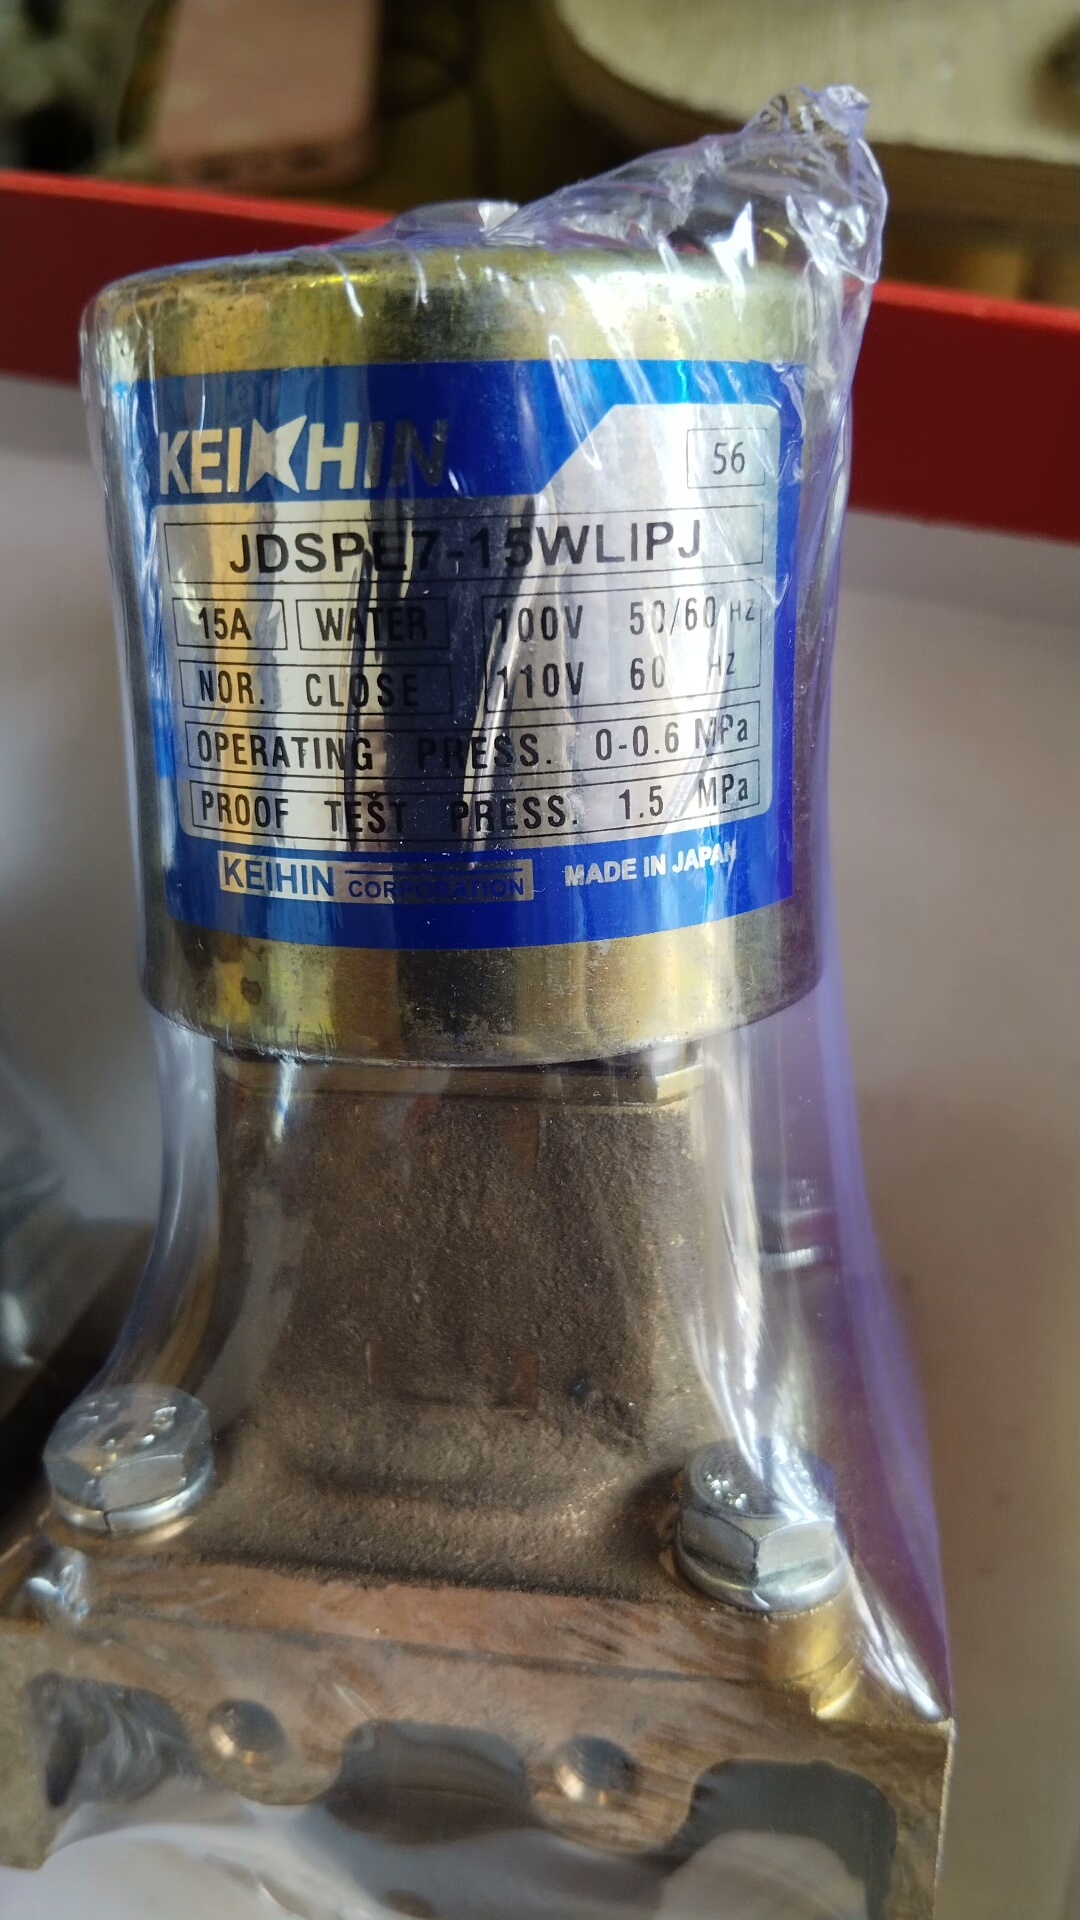 KEIHIN
56
JDSPE7-15WLIPJ
15A WATER 100V 50/60 Hz
NOR. CLOSE 110V 60 Hz
OPERATING PRESS. 0-0.6 MPa
PROOF TEST PRESS. 1.5 MPa
KEIHIN CORPORATION MADE IN JAPAN